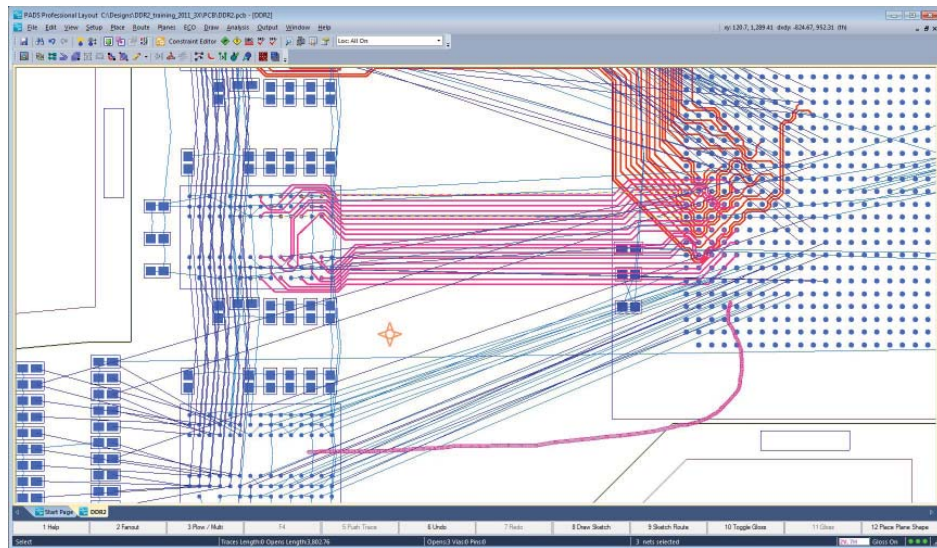 PADS Professional Layout C:\Designs\DDR2_training_2011_3X\PCB\DDR2.pcb - [DDR2]
File Edit View Setup Place Route Planes ECO Draw Analysis Output Window Help
Constraint Editor Loc: All On
Start Page DDR2
1 Help 2 Fanout 3 Plow / Multi F4 5 Push Trace 6 Undo 7 Redo 8 Draw Sketch 9 Sketch Route 10 Toggle Gloss 11 Gloss 12 Place Plane Shape
Select Traces Length:0 Opens Length:3,802.76 Opens:3 Vias:0 Pins:0 3 nets selected Gloss On